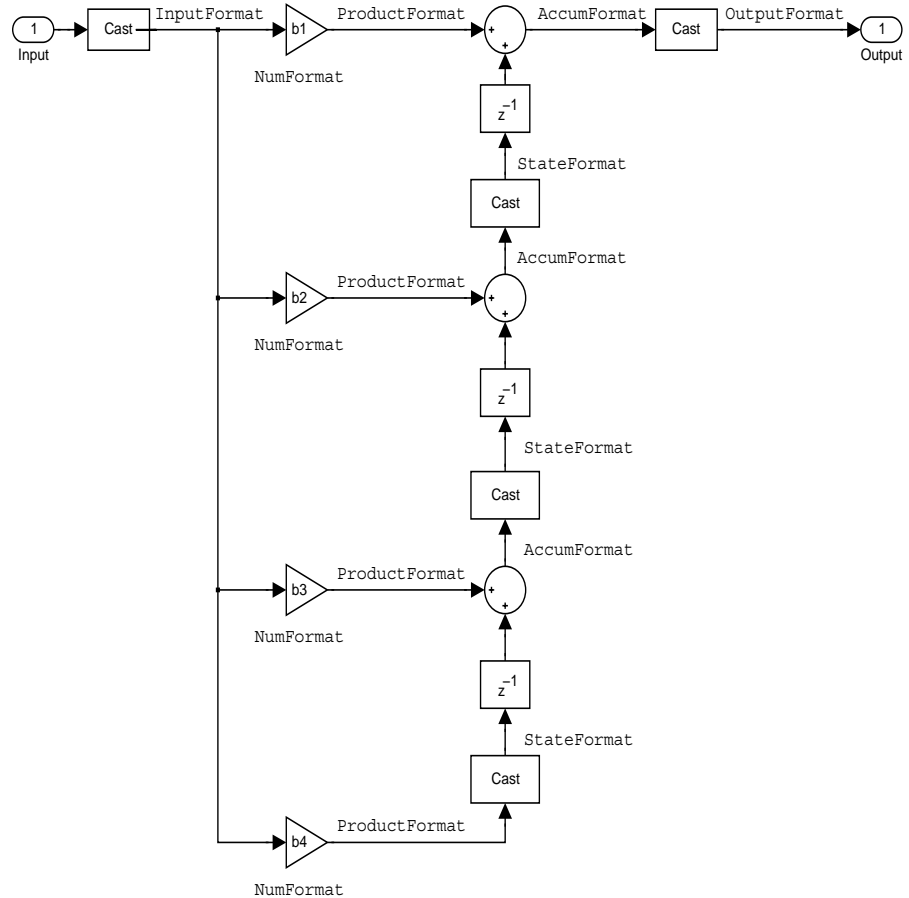 InputFormat ProductFormat AccumFormat OutputFormat
1 Cast b1 + + Cast 1
Input Output
NumFormat
z−1
StateFormat
Cast
AccumFormat
ProductFormat
b2 + +
NumFormat
z−1
StateFormat
Cast
AccumFormat
ProductFormat
b3 + +
NumFormat
z−1
StateFormat
Cast
ProductFormat
b4
NumFormat